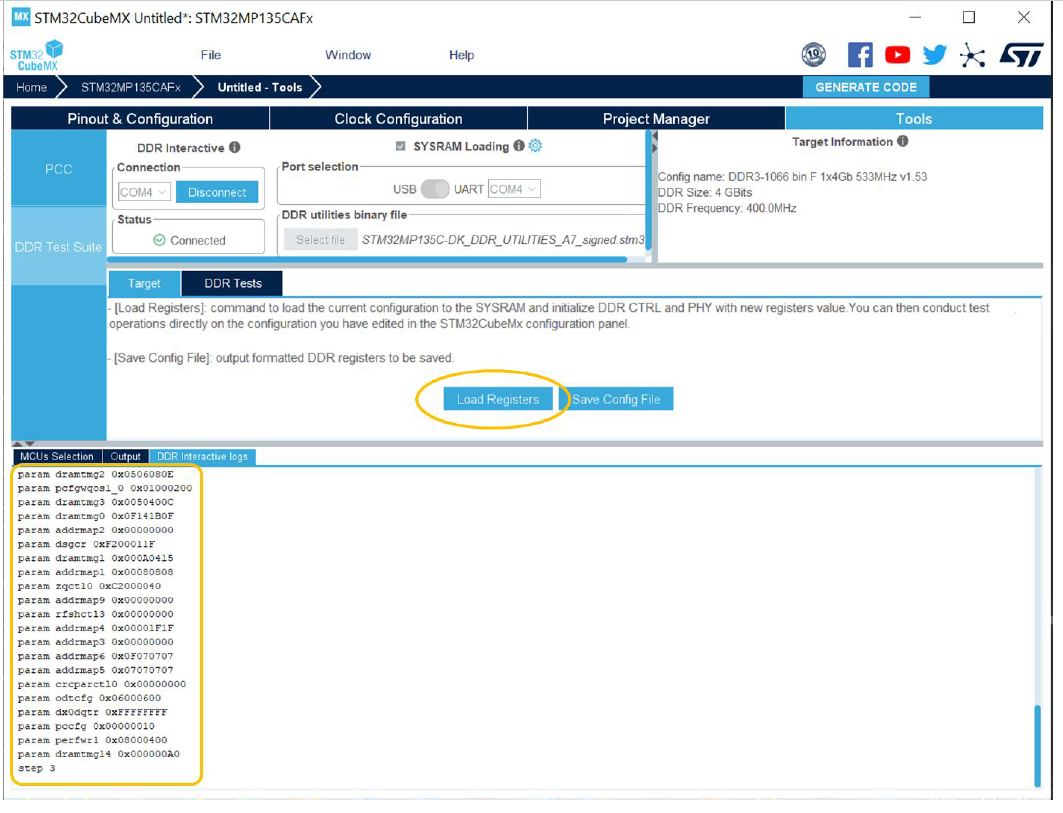 MX STM32CubeMX Untitled*: STM32MP135CAFx
STM32 CubeMX
File Window Help
10
Home STM32MP135CAFx Untitled - Tools GENERATE CODE
Pinout & Configuration Clock Configuration Project Manager Tools
PCC
DDR Test Suite
DDR Interactive
Connection
COM4 Disconnect
Status
Connected
SYSRAM Loading
Port selection
USB UART COM4
DDR utilities binary file
Select file STM32MP135C-DK_DDR_UTILITIES_A7_signed.stm3
Target Information
Config name: DDR3-1066 bin F 1x4Gb 533MHz v1.53
DDR Size: 4 GBits
DDR Frequency: 400.0MHz
Target DDR Tests
- [Load Registers]: command to load the current configuration to the SYSRAM and initialize DDR CTRL and PHY with new registers value.You can then conduct test
operations directly on the configuration you have edited in the STM32CubeMx configuration panel.
- [Save Config File]: output formatted DDR registers to be saved.
Load Registers Save Config File
MCUs Selection Output DDR Interactive logs
param dramtmg2 0x0506080E
param pcfgwqos1_0 0x01000200
param dramtmg3 0x0050400C
param dramtmg0 0x0F141B0F
param addrmap2 0x00000000
param dsgcr 0xF200011F
param dramtmg1 0x000A0415
param addrmap1 0x00080808
param zqctl0 0xC2000040
param addrmap9 0x00000000
param rfshctl3 0x00000000
param addrmap4 0x00001F1F
param addrmap3 0x00000000
param addrmap6 0x0F070707
param addrmap5 0x07070707
param crcparctl0 0x00000000
param odtcfg 0x06000600
param dx0dqtr 0xFFFFFFFF
param pccfg 0x00000010
param perfwr1 0x08000400
param dramtmg14 0x000000A0
step 3